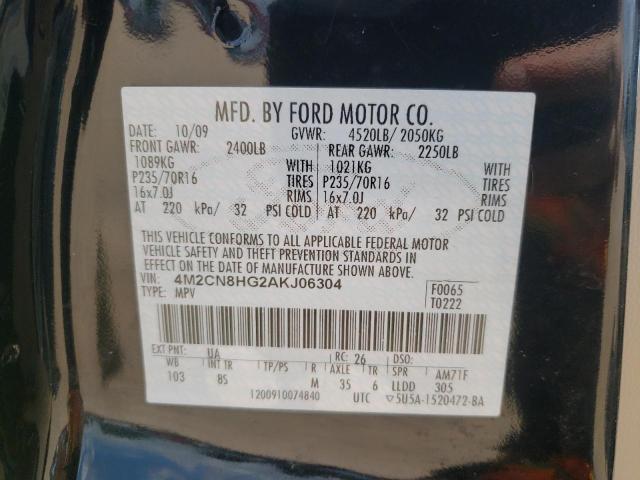 MFD. BY FORD MOTOR CO.
DATE: 10/09 GVWR: 4520LB/ 2050KG
FRONT GAWR: 2400LB REAR GAWR: 2250LB
1089KG WITH 1021KG WITH
P235/70R16 TIRES P235/70R16 TIRES
16x7.0J RIMS 16x7.0J RIMS
AT 220 kPa/ 32 PSI COLD AT 220 kPa/ 32 PSI COLD
THIS VEHICLE CONFORMS TO ALL APPLICABLE FEDERAL MOTOR
VEHICLE SAFETY AND THEFT PREVENTION STANDARDS IN
EFFECT ON THE DATE OF MANUFACTURE SHOWN ABOVE.
VIN: 4M2CN8HG2AKJ06304 F0065
TYPE: MPV T0222
EXT PNT: UA RC: 26 DSO:
WB INT TR TP/PS R AXLE TR SPR AM71F
103 8S M 35 6 LLDD 305
1200910074840 UTC ▽5U5A-1520472-BA